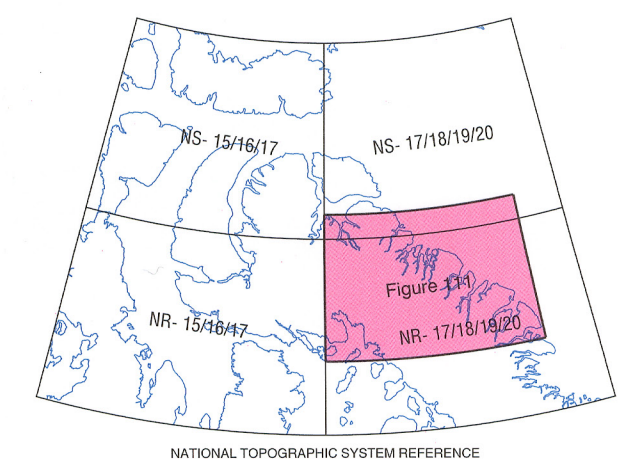 NS- 15/16/17
NS- 17/18/19/20
Figure 111
NR- 15/16/17
NR- 17/18/19/20
NATIONAL TOPOGRAPHIC SYSTEM REFERENCE